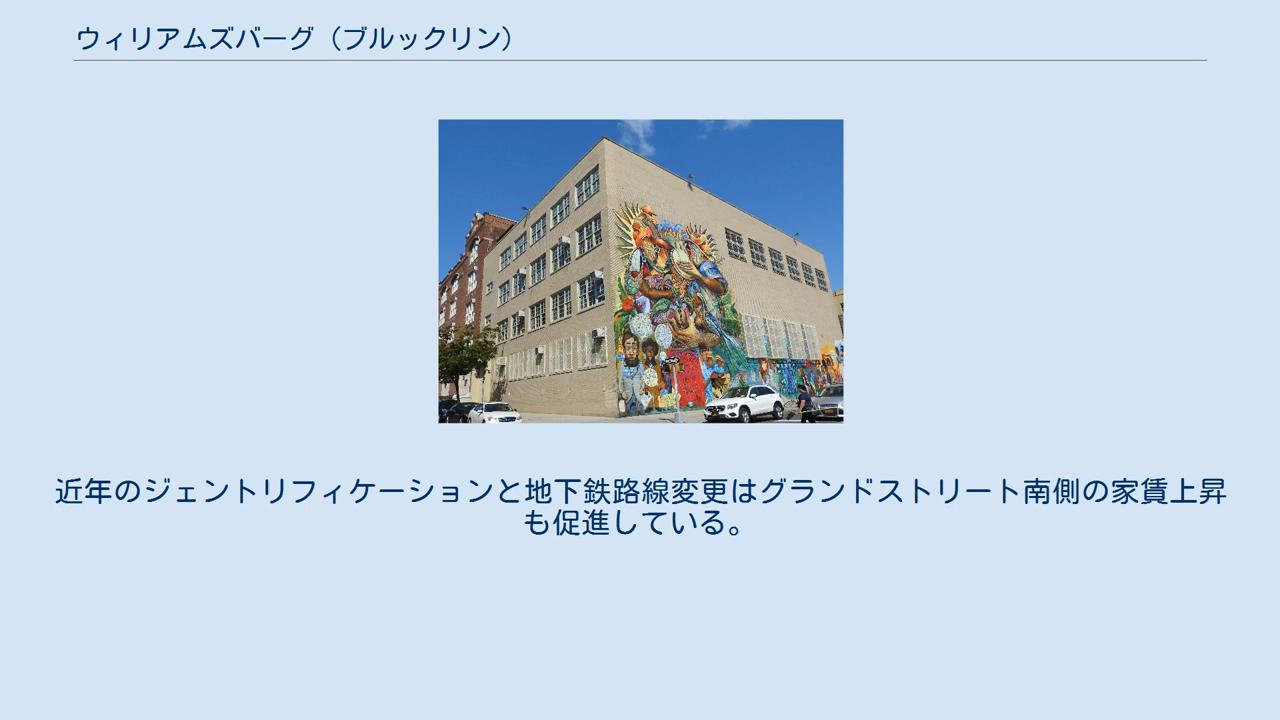 ウィリアムズバーグ（ブルックリン）
近年のジェントリフィケーションと地下鉄路線変更はグランドストリート南側の家賃上昇
も促進している。